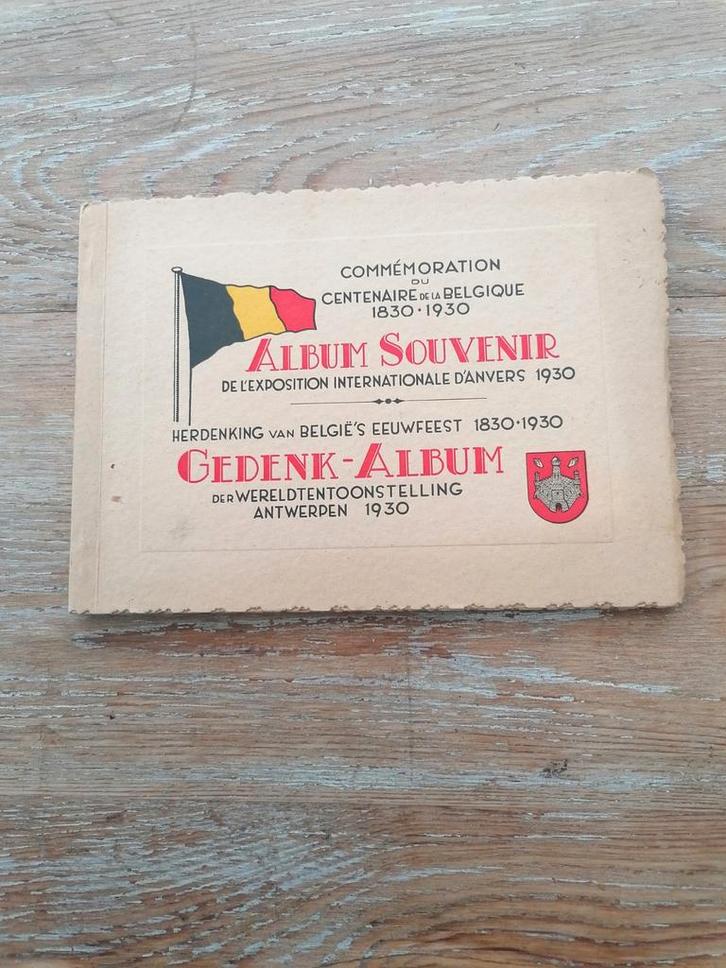 COMMÉMORATION
DU
CENTENAIRE DE LA BELGIQUE
1830 · 1930
ALBUM SOUVENIR
DE L'EXPOSITION INTERNATIONALE D'ANVERS 1930
HERDENKING VAN BELGIË'S EEUWFEEST 1830·1930
GEDENK-ALBUM
DER WERELDTENTOONSTELLING
ANTWERPEN 1930